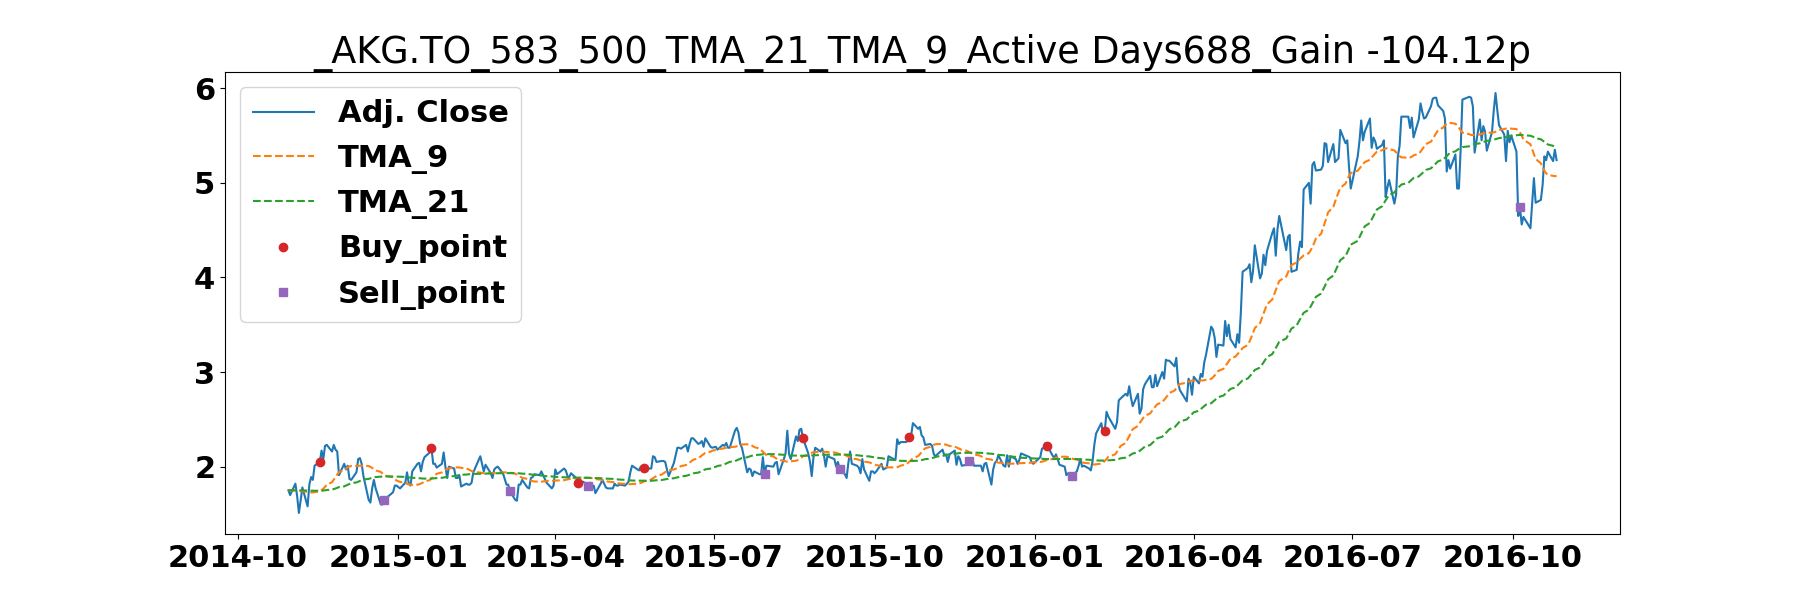 _AKG.TO_583_500_TMA_21_TMA_9_Active Days688_Gain -104.12p
6
5
4
3
2
Adj. Close
TMA_9
TMA_21
Buy_point
Sell_point
2014-10 2015-01 2015-04 2015-07 2015-10 2016-01 2016-04 2016-07 2016-10